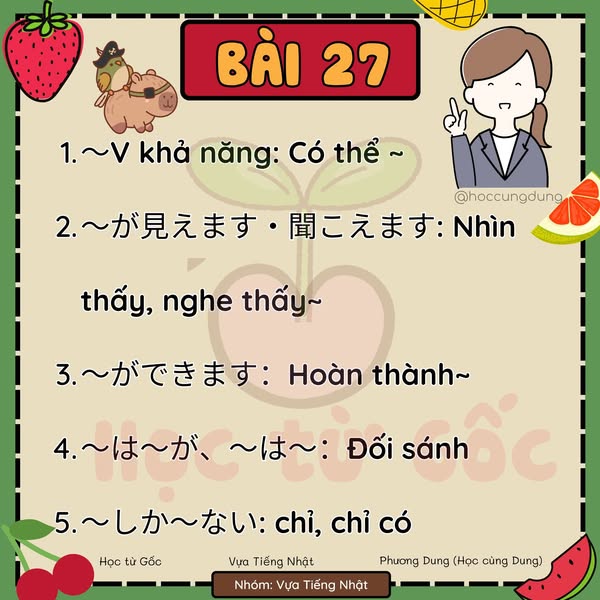 BÀI 27
@hoccungdung
1.～V khả năng: Có thể ~
2.～が見えます・聞こえます: Nhìn
thấy, nghe thấy~
3.～ができます：Hoàn thành~
4.～は～が、～は～：Đối sánh
Học từ Gốc
5.～しか～ない: chỉ, chỉ có
Học từ Gốc
Vựa Tiếng Nhật
Phương Dung (Học cùng Dung)
Nhóm: Vựa Tiếng Nhật